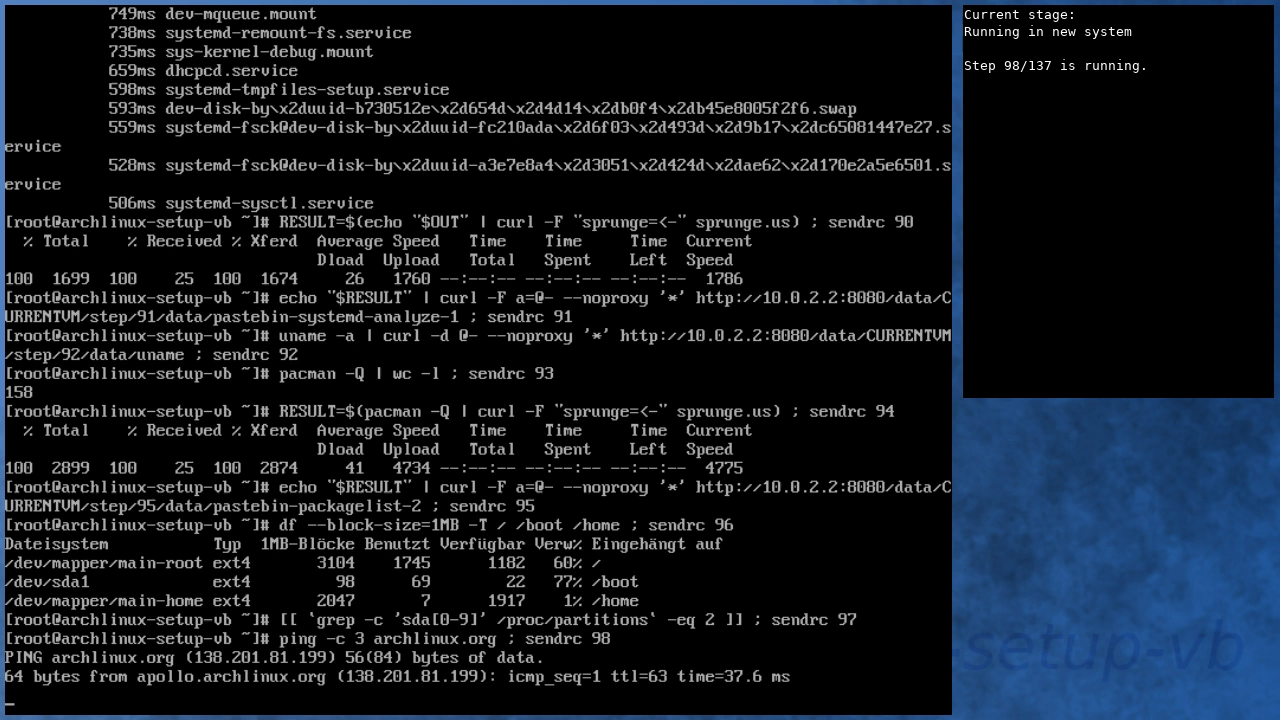 749ms dev-mqueue.mount
738ms systemd-remount-fs.service
735ms sys-kernel-debug.mount
659ms dhcpcd.service
598ms systemd-tmpfiles-setup.service
593ms dev-disk-by\x2duuid-b730512e\x2d654d\x2d4d14\x2db0f4\x2db45e8005f2f6.swap
559ms systemd-fsck@dev-disk-by\x2duuid-fc210ada\x2d6f03\x2d493d\x2d9b17\x2dc65081447e27.s
ervice
528ms systemd-fsck@dev-disk-by\x2duuid-a3e7e8a4\x2d3051\x2d424d\x2dae62\x2d170e2a5e6501.s
ervice
506ms systemd-sysctl.service
[root@archlinux-setup-vb ~]# RESULT=$(echo "$OUT" | curl -F "sprunge=<-" sprunge.us) ; sendrc 90
% Total    % Received % Xferd  Average Speed   Time    Time     Time  Current
Dload  Upload   Total   Spent    Left  Speed
100  1699  100    25  100  1674     26   1760 --:--:-- --:--:-- --:--:--  1786
[root@archlinux-setup-vb ~]# echo "$RESULT" | curl -F a=@- --noproxy '*' http://10.0.2.2:8080/data/C
URRENTVM/step/91/data/pastebin-systemd-analyze-1 ; sendrc 91
[root@archlinux-setup-vb ~]# uname -a | curl -d @- --noproxy '*' http://10.0.2.2:8080/data/CURRENTVM
/step/92/data/uname ; sendrc 92
[root@archlinux-setup-vb ~]# pacman -Q | wc -l ; sendrc 93
158
[root@archlinux-setup-vb ~]# RESULT=$(pacman -Q | curl -F "sprunge=<-" sprunge.us) ; sendrc 94
% Total    % Received % Xferd  Average Speed   Time    Time     Time  Current
Dload  Upload   Total   Spent    Left  Speed
100  2899  100    25  100  2874     41   4734 --:--:-- --:--:-- --:--:--  4775
[root@archlinux-setup-vb ~]# echo "$RESULT" | curl -F a=@- --noproxy '*' http://10.0.2.2:8080/data/C
URRENTVM/step/95/data/pastebin-packagelist-2 ; sendrc 95
[root@archlinux-setup-vb ~]# df --block-size=1MB -T / /boot /home ; sendrc 96
Dateisystem           Typ  1MB-Blöcke Benutzt Verfügbar Verw% Eingehängt auf
/dev/mapper/main-root ext4       3104    1745      1182   60% /
/dev/sda1             ext4         98      69        22   77% /boot
/dev/mapper/main-home ext4       2047       7      1917    1% /home
[root@archlinux-setup-vb ~]# [[ `grep -c 'sda[0-9]' /proc/partitions` -eq 2 ]] ; sendrc 97
[root@archlinux-setup-vb ~]# ping -c 3 archlinux.org ; sendrc 98
PING archlinux.org (138.201.81.199) 56(84) bytes of data.
64 bytes from apollo.archlinux.org (138.201.81.199): icmp_seq=1 ttl=63 time=37.6 ms
Current stage:
Running in new system
Step 98/137 is running.
-setup-vb